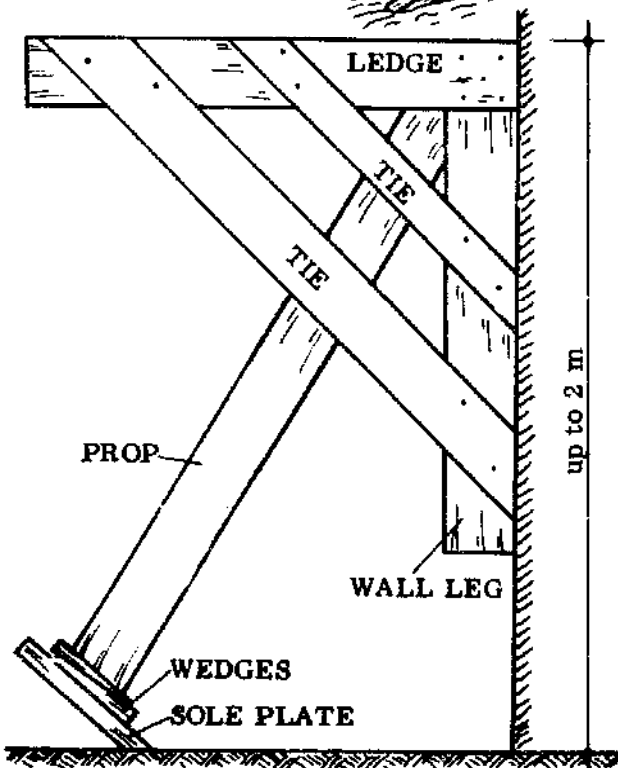 LEDGE
TIE
TIE
up to 2 m
PROP
WALL LEG
WEDGES
SOLE PLATE